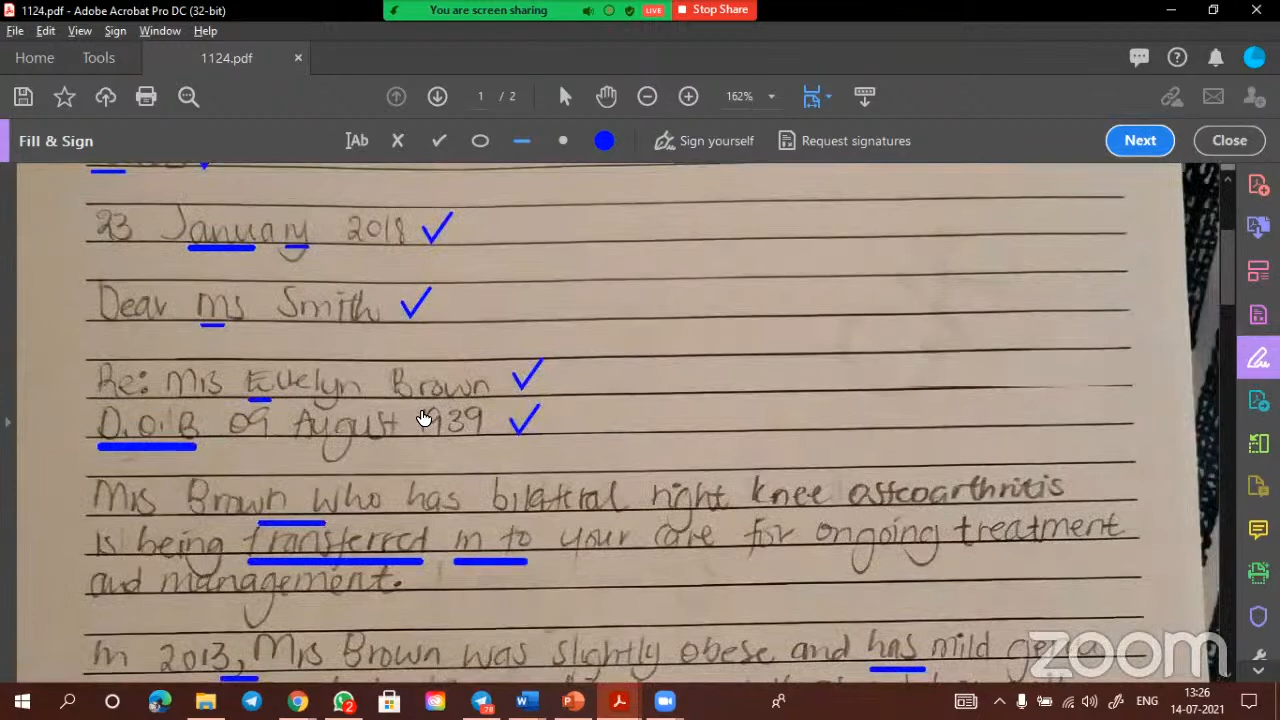 1124.pdf - Adobe Acrobat Pro DC (32-bit)
You are screen sharing
LIVE
Stop Share
File Edit View Sign Window Help
Home Tools 1124.pdf ×
1 / 2
162%
Fill & Sign
IAb
Sign yourself
Request signatures
Next
Close
23 January 2018
Dear Ms Smith
Re: Mrs Evelyn Brown
D.O.B 09 August 1939
Mrs Brown who has bilateral right knee osteoarthritis
is being transferred in to your care for ongoing treatment
and management.
In 2013, Mrs Brown was slightly obese and has mild
zoom
2
78
ENG
13:26
14-07-2021